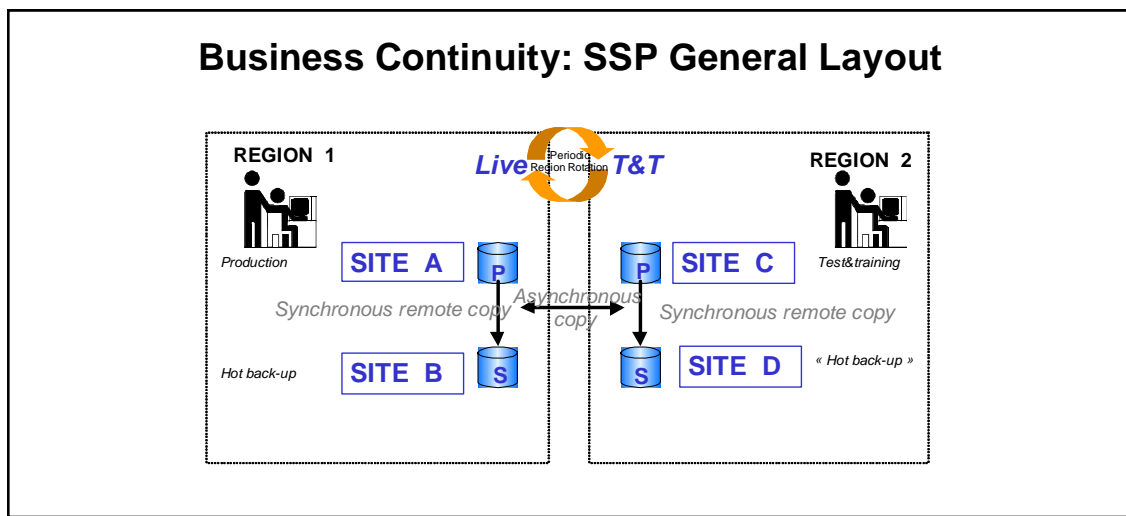 Business Continuity: SSP General Layout
REGION 1
Live
Periodic
Region Rotation
T&T
REGION 2
Production
SITE A
P
P
SITE C
Test&training
Synchronous remote copy
Asynchronous
copy
Synchronous remote copy
Hot back-up
SITE B
S
S
SITE D
« Hot back-up »